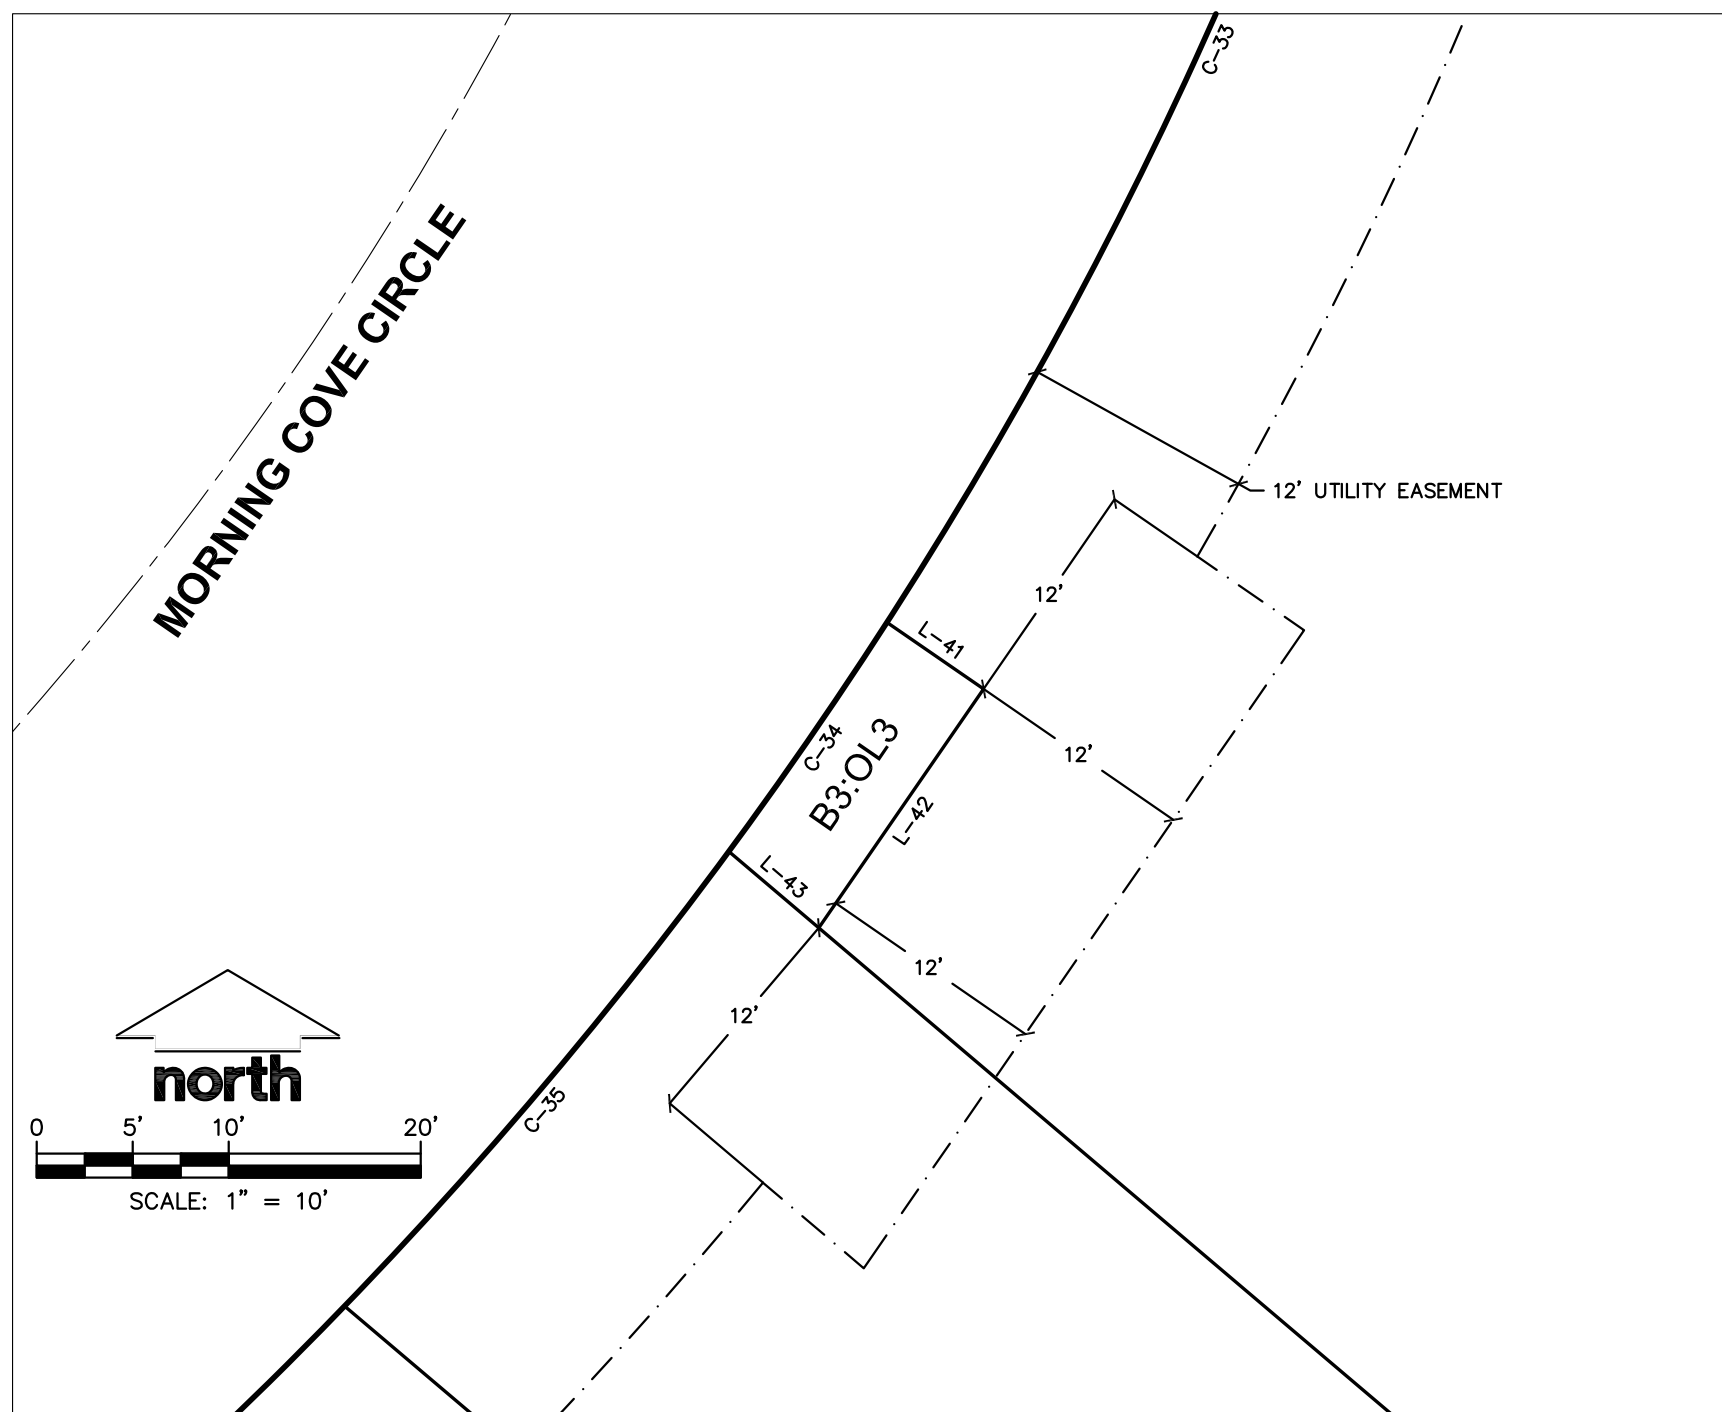 C-33
MORNING COVE CIRCLE
12' UTILITY EASEMENT
12'
L-41
C-34
B3:OL3
12'
L-42
L-43
12'
12'
C-35
north
0 5' 10' 20'
SCALE: 1" = 10'